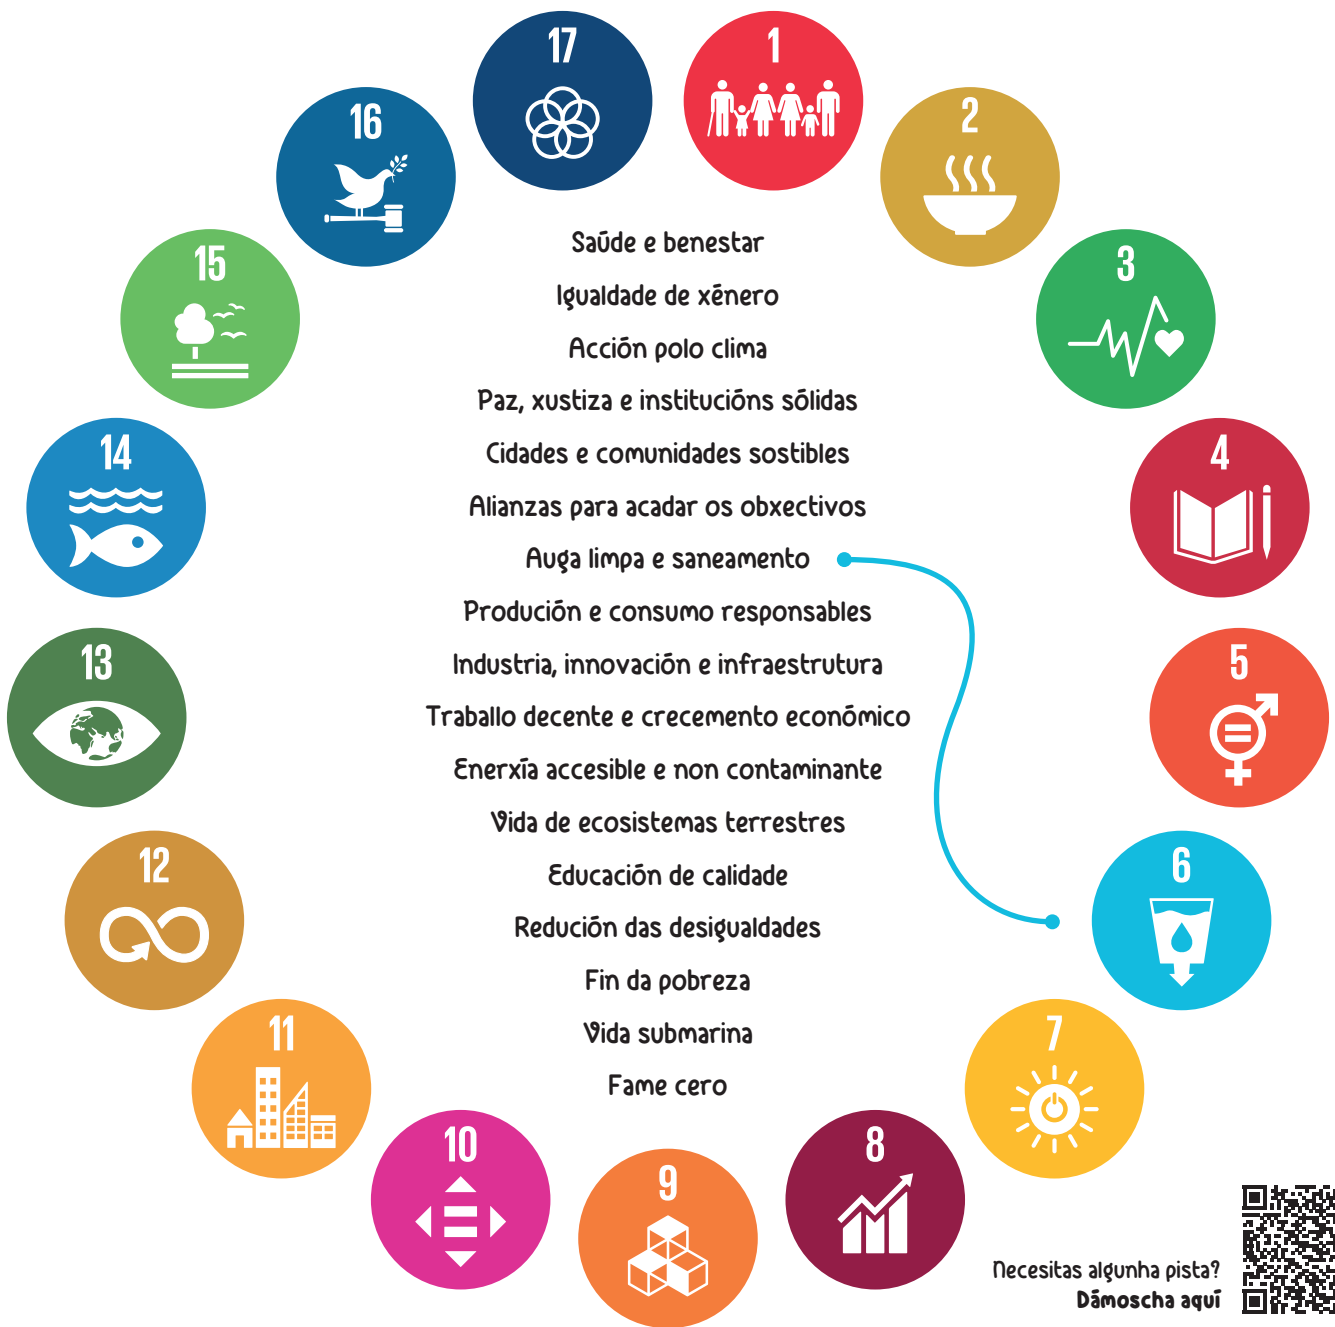 17
1
16
2
15
3
14
4
13
5
12
6
11
7
10
8
9
Saúde e benestar
Igualdade de xénero
Acción polo clima
Paz, xustiza e institucións sólidas
Cidades e comunidades sostibles
Alianzas para acadar os obxectivos
Auga limpa e saneamento
Produción e consumo responsables
Industria, innovación e infraestrutura
Traballo decente e crecemento económico
Enerxía accesible e non contaminante
Vida de ecosistemas terrestres
Educación de calidade
Redución das desigualdades
Fin da pobreza
Vida submarina
Fame cero
Necesitas algunha pista?
Dámoscha aquí